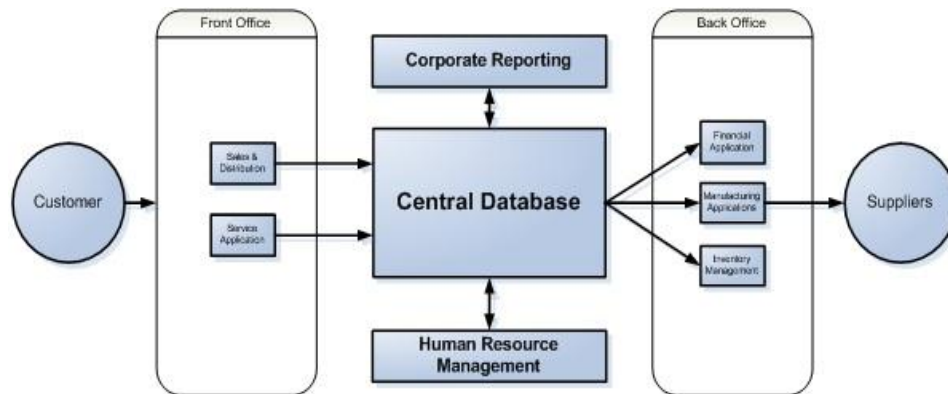 Front Office
Back Office
Corporate Reporting
Customer
Sales &
Distribution
Service
Application
Central Database
Financial
Application
Manufacturing
Applications
Inventory
Management
Suppliers
Human Resource
Management